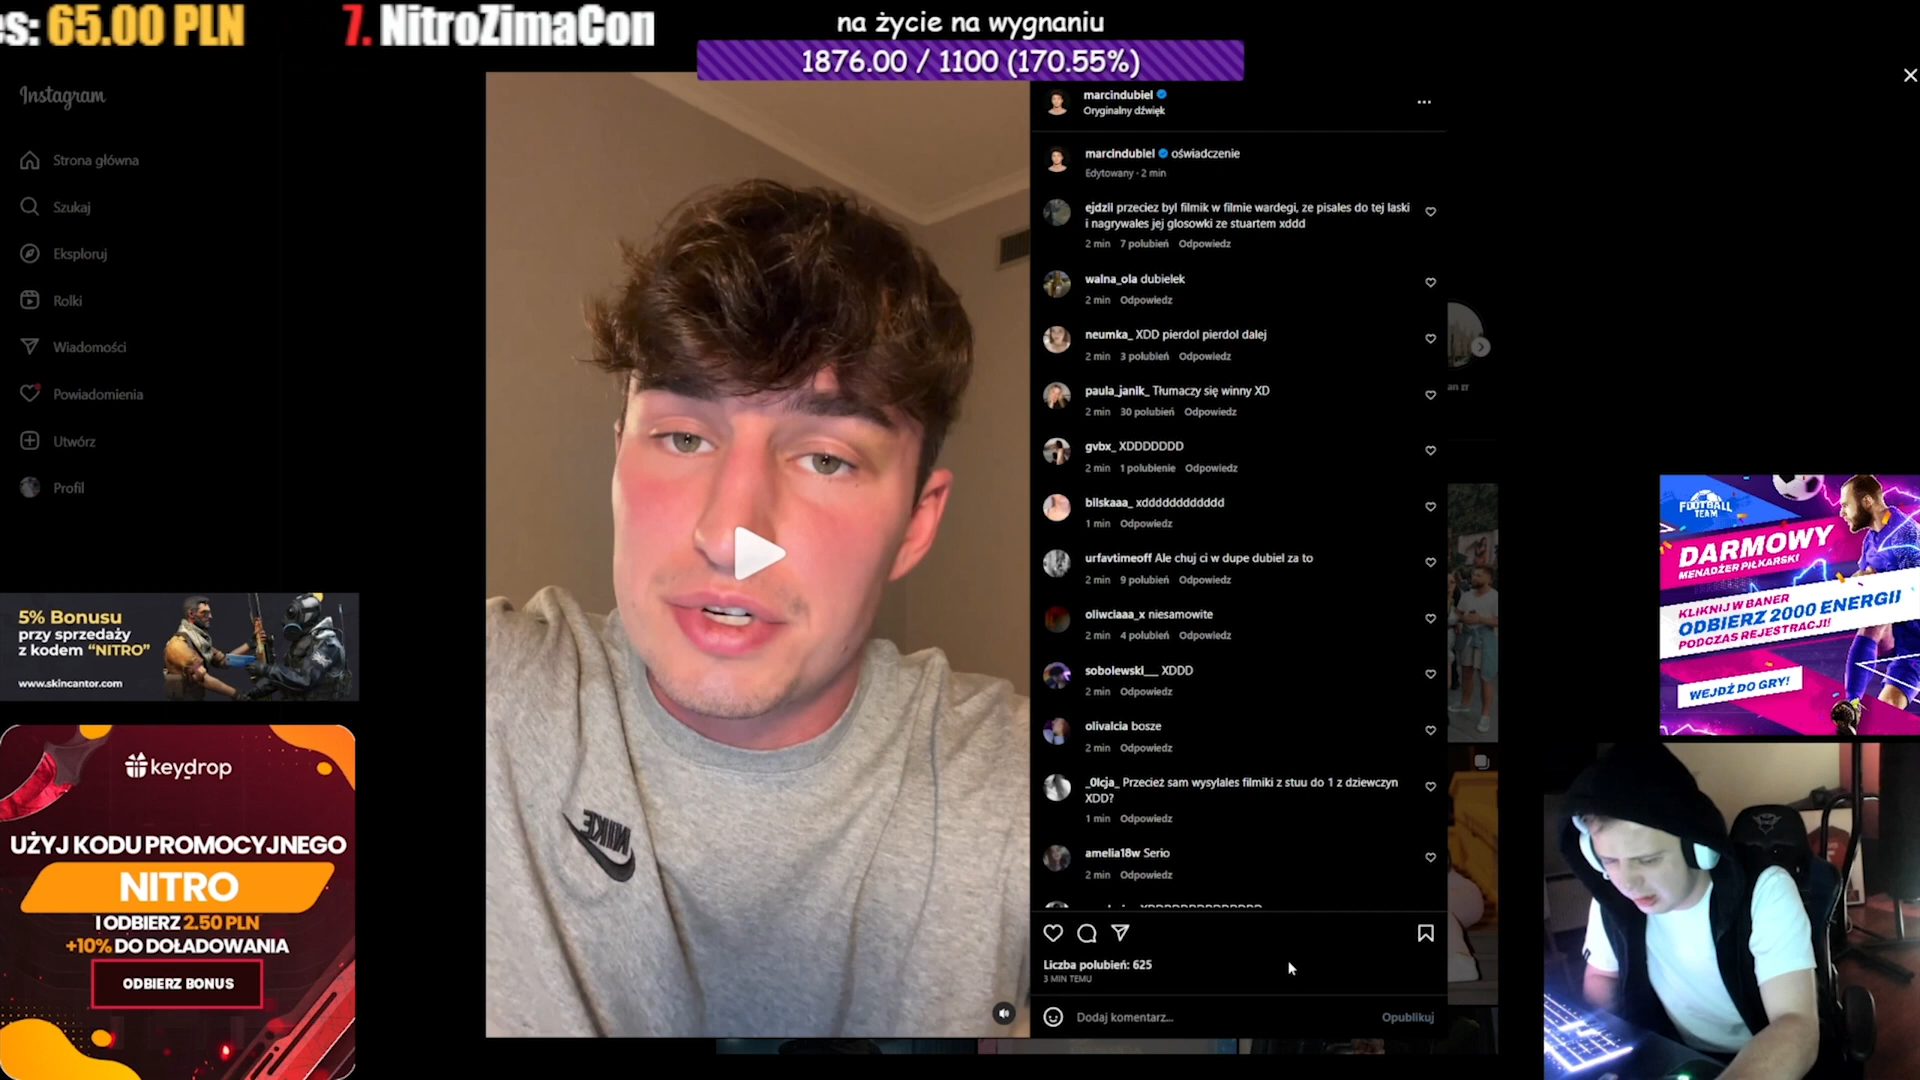 s: 65.00 PLN
7. NitroZimaCon
na życie na wygnaniu
1876.00 / 1100 (170.55%)
Instagram
Strona główna
Szukaj
Eksploruj
Rolki
Wiadomości
Powiadomienia
Utwórz
Profil
5% Bonusu
przy sprzedaży
z kodem “NITRO”
www.skincantor.com
keydrop
UŻYJ KODU PROMOCYJNEGO
NITRO
I ODBIERZ 2.50 PLN
+10% DO DOŁADOWANIA
ODBIERZ BONUS
NIKE
marcindubiel
Oryginalny dźwięk
marcindubiel oświadczenie
Edytowany · 2 min
ejdzli przeciez byl filmik w filmie wardegi, ze pisales do tej laski
i nagrywales jej glosowki ze stuartem xddd
2 min 7 polubień Odpowiedz
walna_ola dubielek
2 min Odpowiedz
neumka_ XDD pierdol pierdol dalej
2 min 3 polubień Odpowiedz
paula_janik_ Tłumaczy się winny XD
2 min 30 polubień Odpowiedz
gvbx_ XDDDDDDD
2 min 1 polubienie Odpowiedz
bilskaaa_ xdddddddddddd
1 min Odpowiedz
urfavtimeoff Ale chuj ci w dupe dubiel za to
2 min 9 polubień Odpowiedz
oliwciaaa_x niesamowite
2 min 4 polubień Odpowiedz
sobolewski___ XDDD
2 min Odpowiedz
olivalcia bosze
2 min Odpowiedz
_0lcja_ Przecież sam wysylales filmiki z stuu do 1 z dziewczyn
XDD?
1 min Odpowiedz
amelia18w Serio
2 min Odpowiedz
Liczba polubień: 625
3 MIN TEMU
Dodaj komentarz...
Opublikuj
FOOTBALL
TEAM
DARMOWY
MENADŻER PIŁKARSKI
KLIKNIJ W BANER
ODBIERZ 2000 ENERGII
PODCZAS REJESTRACJI!
WEJDŹ DO GRY!